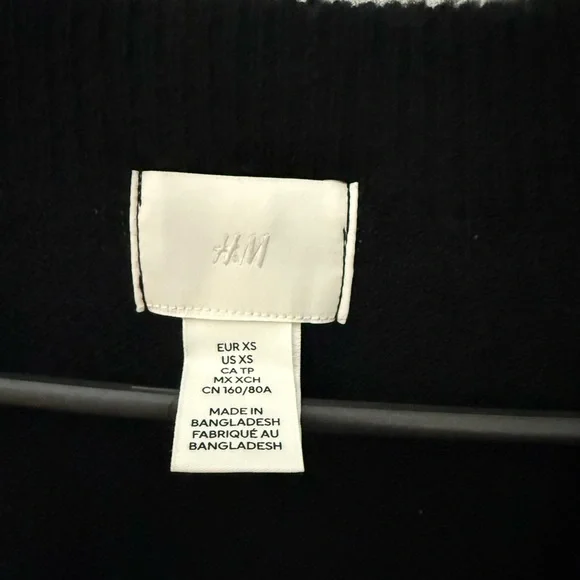 H&M
EUR XS
US XS
CA TP
MX XCH
CN 160/80A
MADE IN
BANGLADESH
FABRIQUÉ AU
BANGLADESH